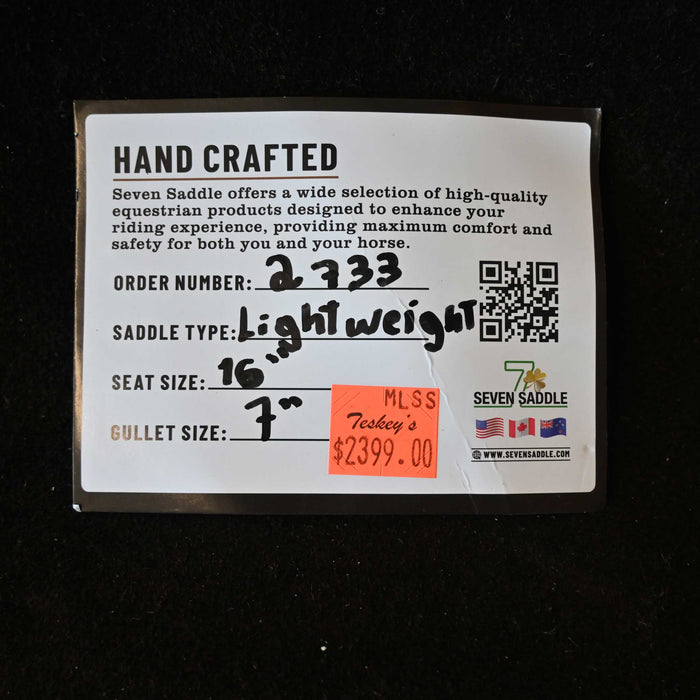 HAND CRAFTED
Seven Saddle offers a wide selection of high-quality
equestrian products designed to enhance your
riding experience, providing maximum comfort and
safety for both you and your horse.
ORDER NUMBER: 2733
SADDLE TYPE: Lightweight
SEAT SIZE: 16"
GULLET SIZE: 7"
MLSS
Teskey's
$2399.00
7
SEVEN SADDLE
WWW.SEVENSADDLE.COM